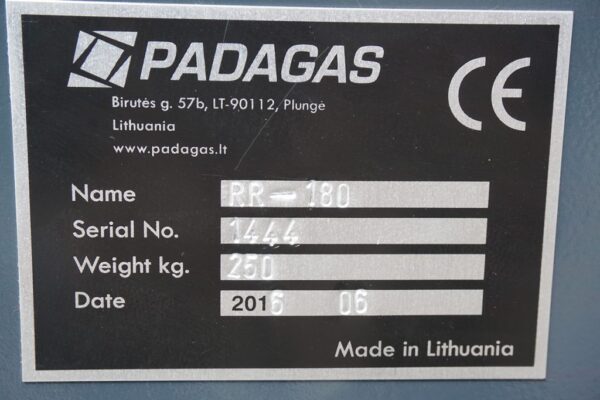 PADAGAS
CE
Birutės g. 57b, LT-90112, Plungė
Lithuania
www.padagas.lt
Name RR-180
Serial No. 1444
Weight kg. 250
Date 2016 06
Made in Lithuania